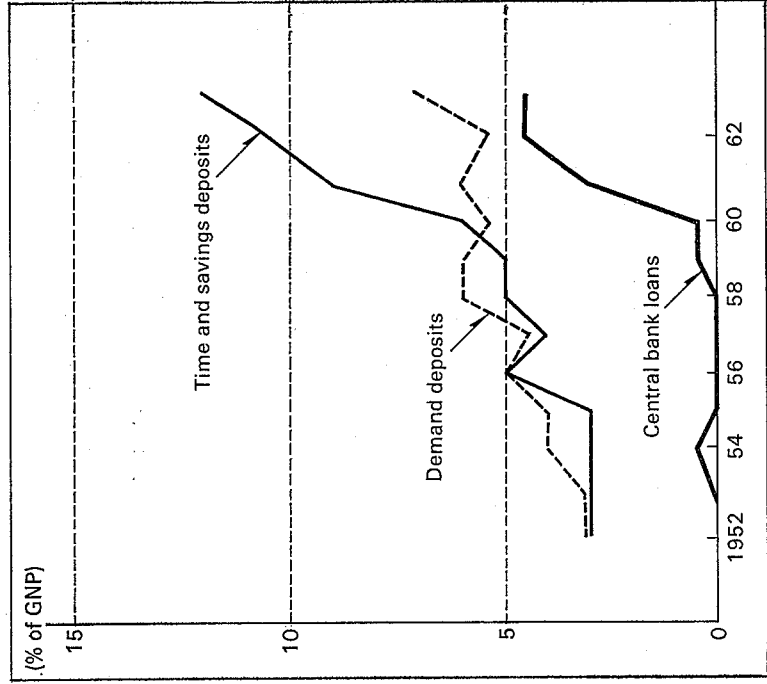 (% of GNP)
15
10
5
0
Time and savings deposits
Demand deposits
Central bank loans
1952
54
56
58
60
62